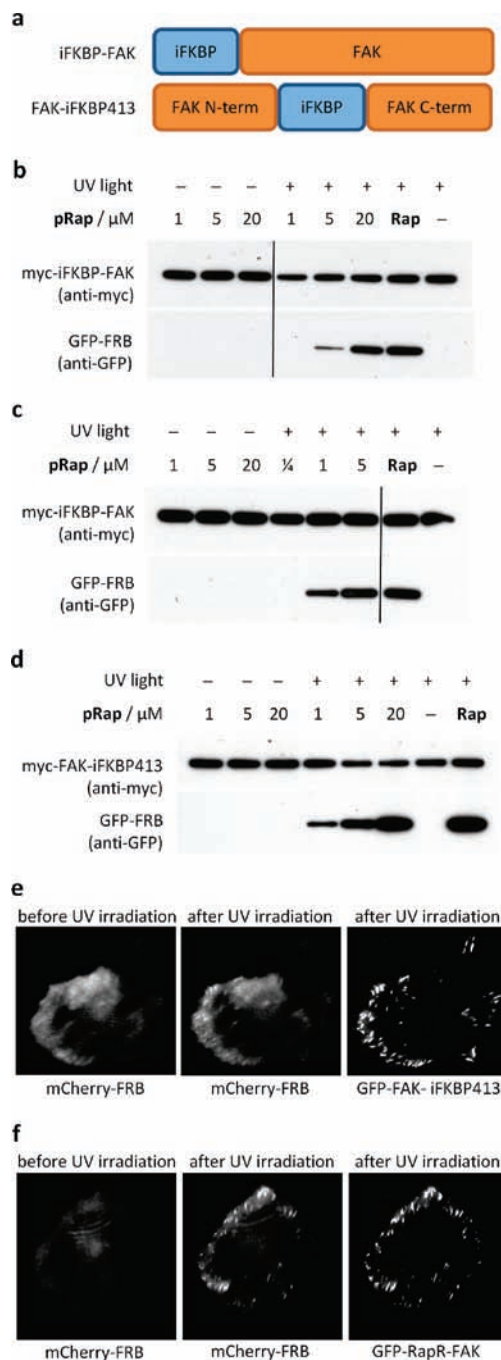 a
iFKBP-FAK iFKBP FAK
FAK-iFKBP413 FAK N-term iFKBP FAK C-term
b
UV light – – – + + + + +
pRap / µM 1 5 20 1 5 20 Rap –
myc-iFKBP-FAK
(anti-myc)
GFP-FRB
(anti-GFP)
c
UV light – – – + + + + +
pRap / µM 1 5 20 ¼ 1 5 Rap –
myc-iFKBP-FAK
(anti-myc)
GFP-FRB
(anti-GFP)
d
UV light – – – + + + + +
pRap / µM 1 5 20 1 5 20 – Rap
myc-FAK-iFKBP413
(anti-myc)
GFP-FRB
(anti-GFP)
e
before UV irradiation after UV irradiation after UV irradiation
mCherry-FRB mCherry-FRB GFP-FAK- iFKBP413
f
before UV irradiation after UV irradiation after UV irradiation
mCherry-FRB mCherry-FRB GFP-RapR-FAK